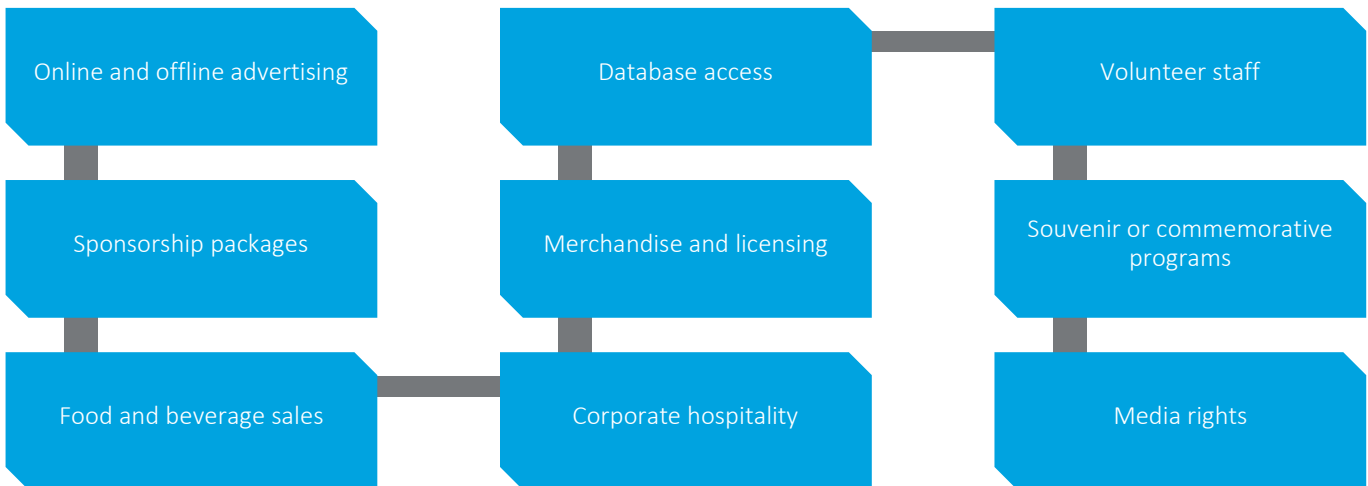 Online and offline advertising
Sponsorship packages
Food and beverage sales
Corporate hospitality
Merchandise and licensing
Database access
Volunteer staff
Souvenir or commemorative
programs
Media rights